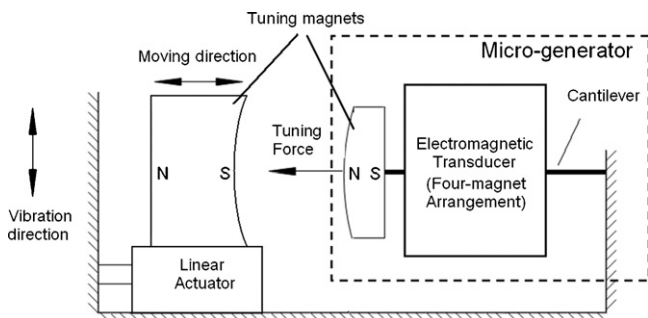 Tuning magnets
Micro-generator
Moving direction
Cantilever
Tuning
Force
Electromagnetic
Transducer
(Four-magnet
Arrangement)
N S
N S
Vibration
direction
Linear
Actuator